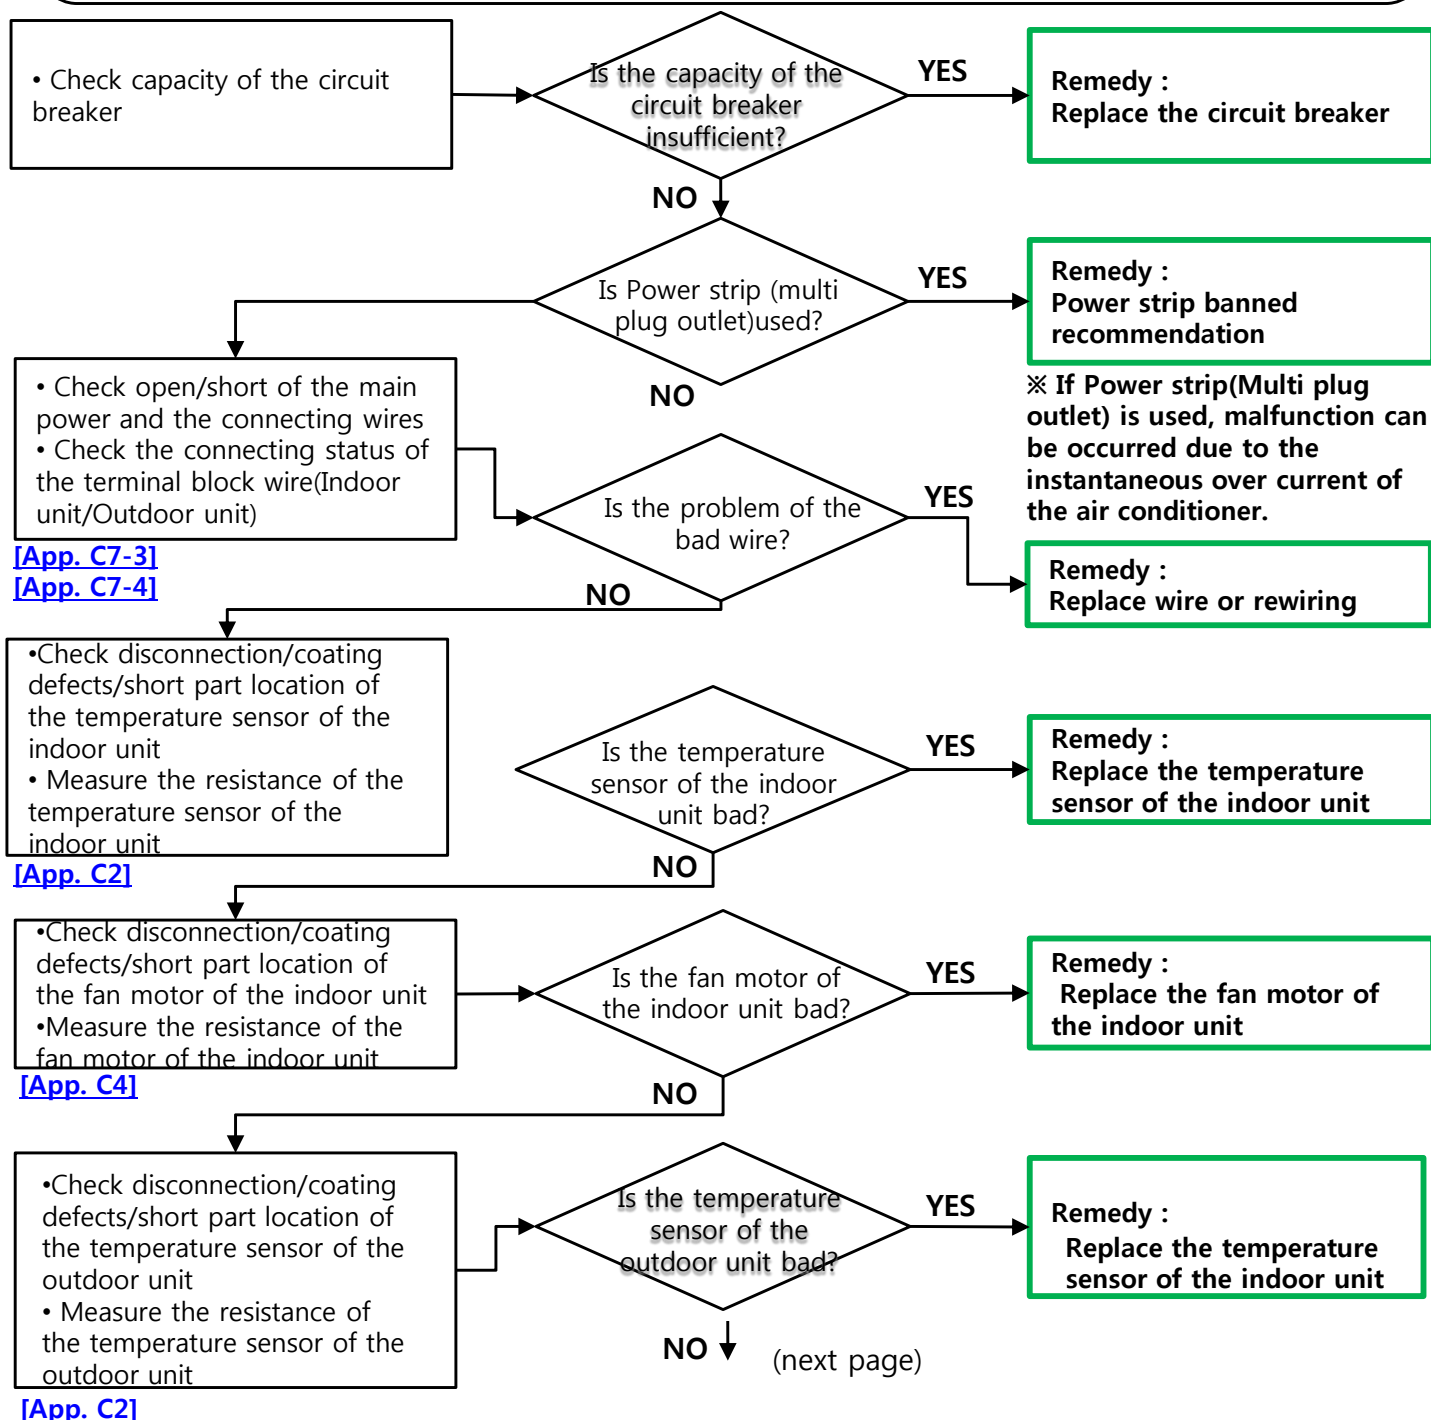 • Check capacity of the circuit
breaker
Is the capacity of the
circuit breaker
insufficient?
YES
Remedy :
Replace the circuit breaker
NO
Is Power strip (multi
plug outlet)used?
YES
Remedy :
Power strip banned
recommendation
NO
※ If Power strip(Multi plug
outlet) is used, malfunction can
be occurred due to the
instantaneous over current of
the air conditioner.
• Check open/short of the main
power and the connecting wires
• Check the connecting status of
the terminal block wire(Indoor
unit/Outdoor unit)
[App. C7-3]
[App. C7-4]
Is the problem of the
bad wire?
YES
Remedy :
Replace wire or rewiring
NO
•Check disconnection/coating
defects/short part location of
the temperature sensor of the
indoor unit
• Measure the resistance of the
temperature sensor of the
indoor unit
[App. C2]
Is the temperature
sensor of the indoor
unit bad?
YES
Remedy :
Replace the temperature
sensor of the indoor unit
NO
•Check disconnection/coating
defects/short part location of
the fan motor of the indoor unit
•Measure the resistance of the
fan motor of the indoor unit
[App. C4]
Is the fan motor of
the indoor unit bad?
YES
Remedy :
Replace the fan motor of
the indoor unit
NO
•Check disconnection/coating
defects/short part location of
the temperature sensor of the
outdoor unit
• Measure the resistance of
the temperature sensor of the
outdoor unit
[App. C2]
Is the temperature
sensor of the
outdoor unit bad?
YES
Remedy :
Replace the temperature
sensor of the indoor unit
NO
(next page)